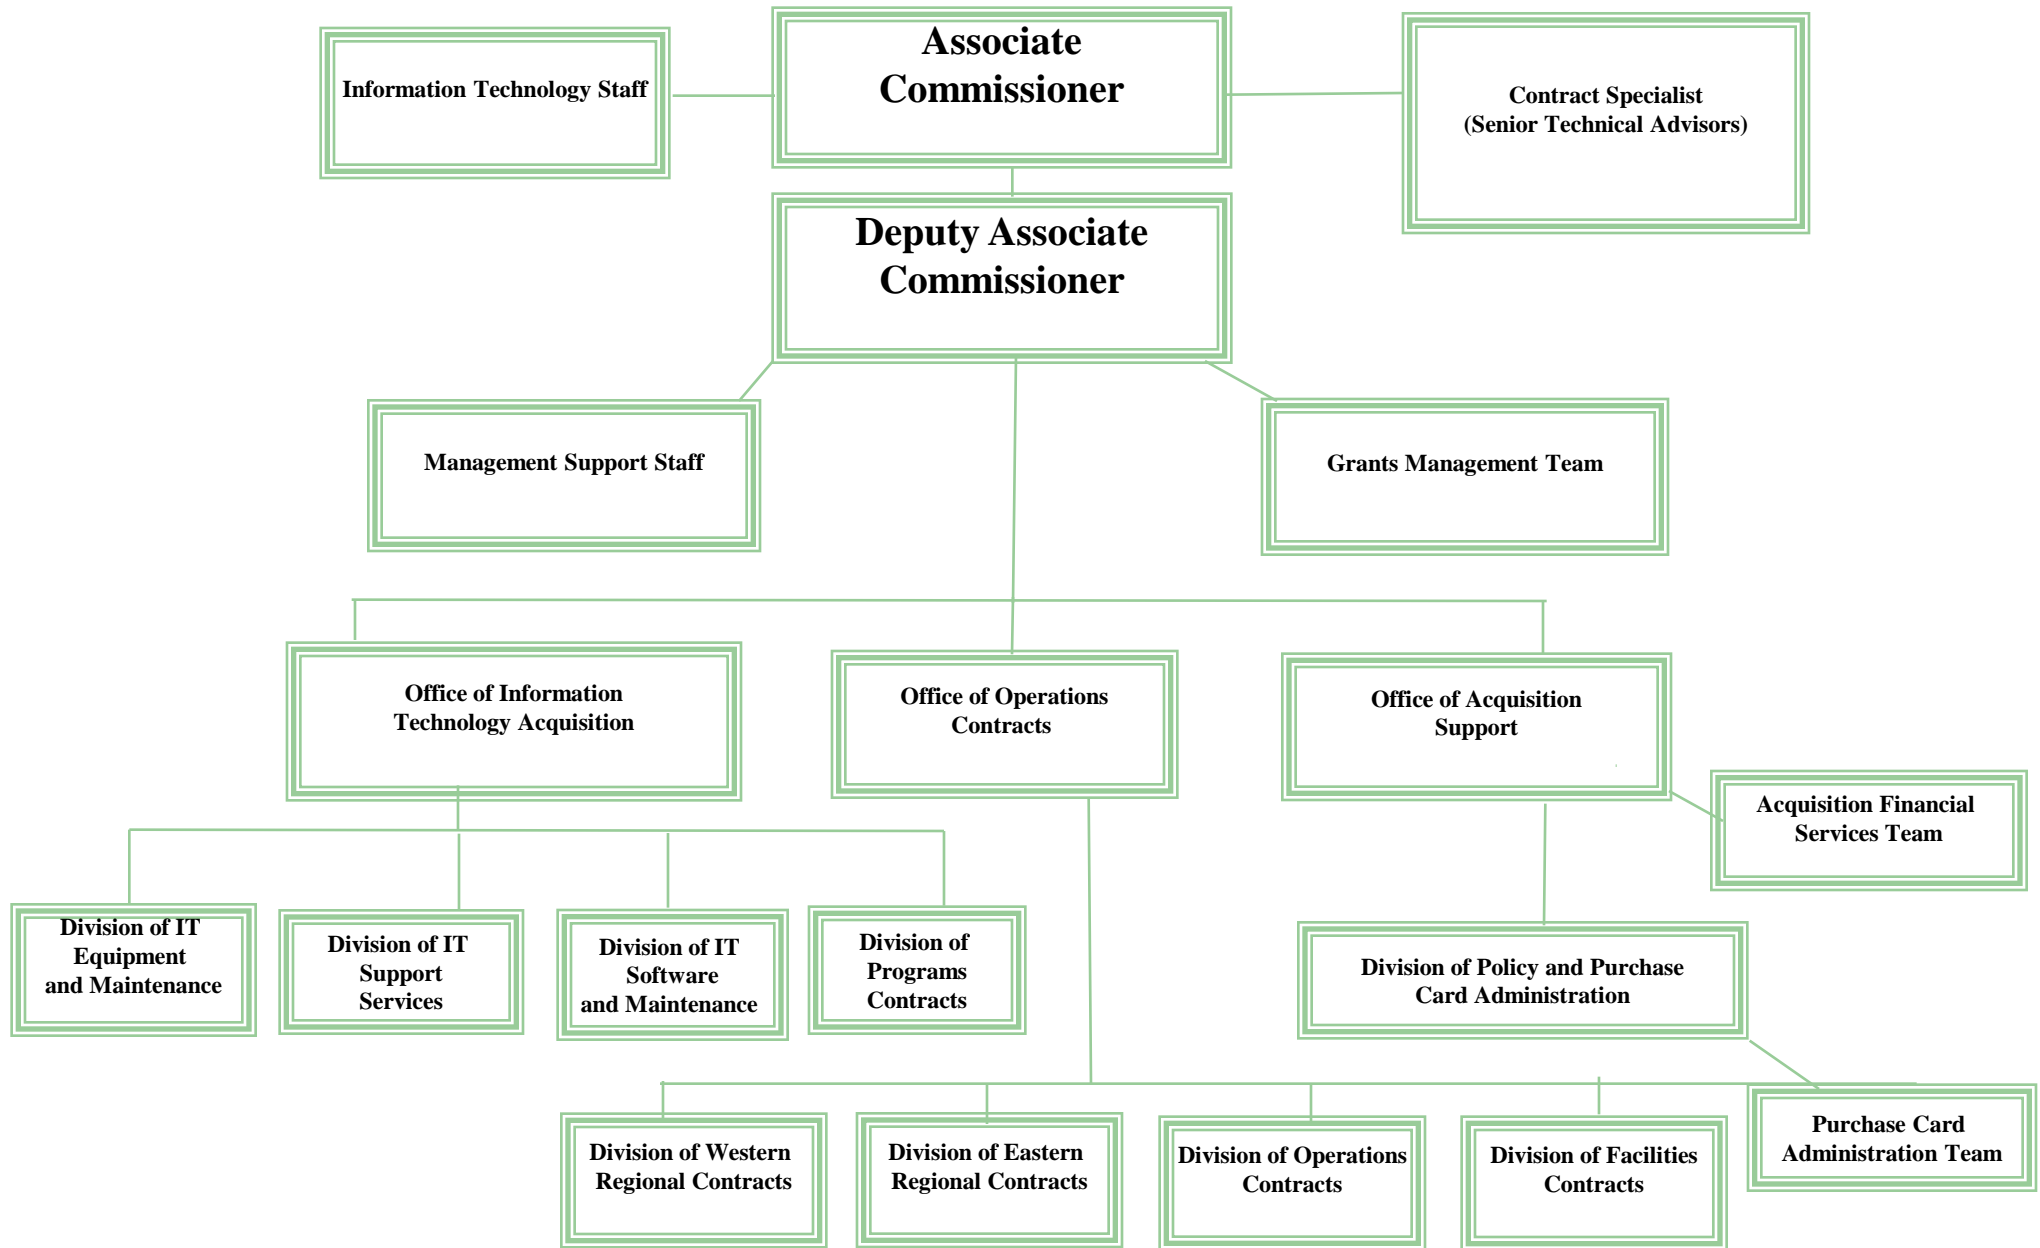 Information Technology Staff
Associate
Commissioner
Contract Specialist
(Senior Technical Advisors)
Deputy Associate
Commissioner
Management Support Staff
Grants Management Team
Office of Information
Technology Acquisition
Office of Operations
Contracts
Office of Acquisition
Support
Acquisition Financial
Services Team
Division of IT
Equipment
and Maintenance
Division of IT
Support
Services
Division of IT
Software
and Maintenance
Division of
Programs
Contracts
Division of Policy and Purchase
Card Administration
Division of Western
Regional Contracts
Division of Eastern
Regional Contracts
Division of Operations
Contracts
Division of Facilities
Contracts
Purchase Card
Administration Team